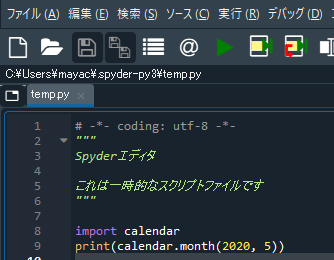 ファイル(A) 編集(E) 検索(S) ソース(C) 実行(R) デバッグ(D)
C:¥Users¥mayac¥.spyder-py3¥temp.py
temp.py
1 # -*- coding: utf-8 -*-
2 """
3 Spyderエディタ
4
5 これは一時的なスクリプトファイルです
6 """
7
8 import calendar
9 print(calendar.month(2020, 5))
10